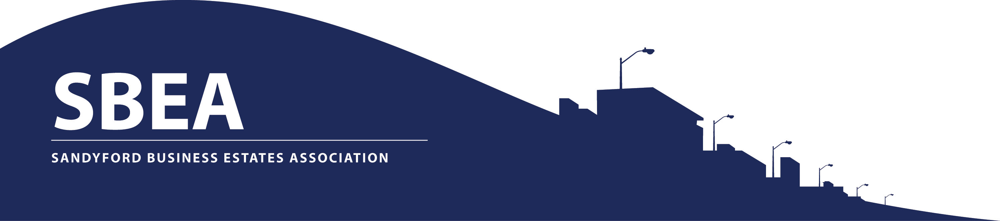 SBEA
SANDYFORD BUSINESS ESTATES ASSOCIATION